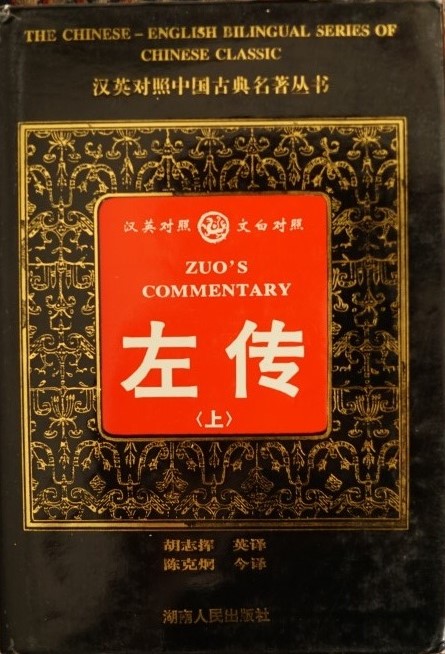 THE CHINESE – ENGLISH BILINGUAL SERIES OF
CHINESE CLASSIC
汉英对照中国古典名著丛书
汉英对照 文白对照
ZUO'S
COMMENTARY
左传
〈上〉
胡志挥 英译
陈克炯 今译
湖南人民出版社